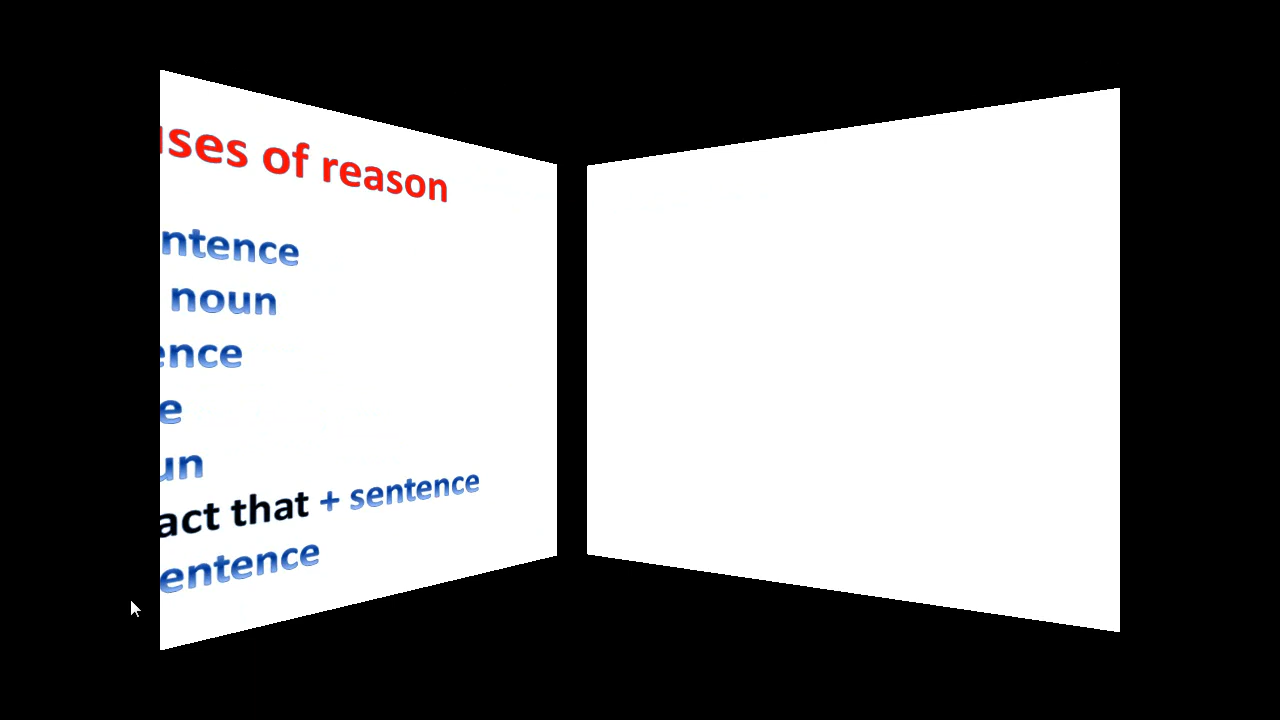 uses of reason
ntence
noun
ence
e
un
act that + sentence
entence